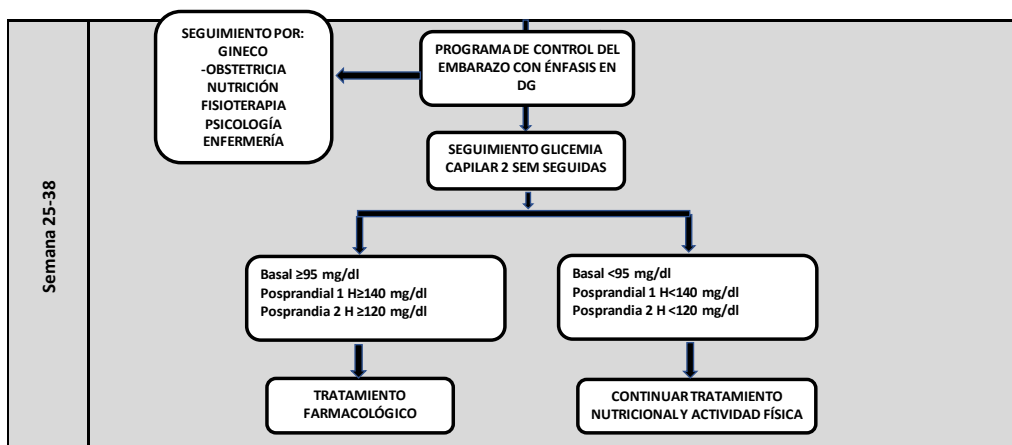 SEGUIMIENTO POR:
GINECO
-OBSTETRICIA
NUTRICIÓN
FISIOTERAPIA
PSICOLOGÍA
ENFERMERÍA
PROGRAMA DE CONTROL DEL
EMBARAZO CON ÉNFASIS EN
DG
SEGUIMIENTO GLICEMIA
CAPILAR 2 SEM SEGUIDAS
Semana 25-38
Basal ≥95 mg/dl
Posprandial 1 H≥140 mg/dl
Posprandia 2 H ≥120 mg/dl
Basal <95 mg/dl
Posprandial 1 H<140 mg/dl
Posprandia 2 H <120 mg/dl
TRATAMIENTO
FARMACOLÓGICO
CONTINUAR TRATAMIENTO
NUTRICIONAL Y ACTIVIDAD FÍSICA